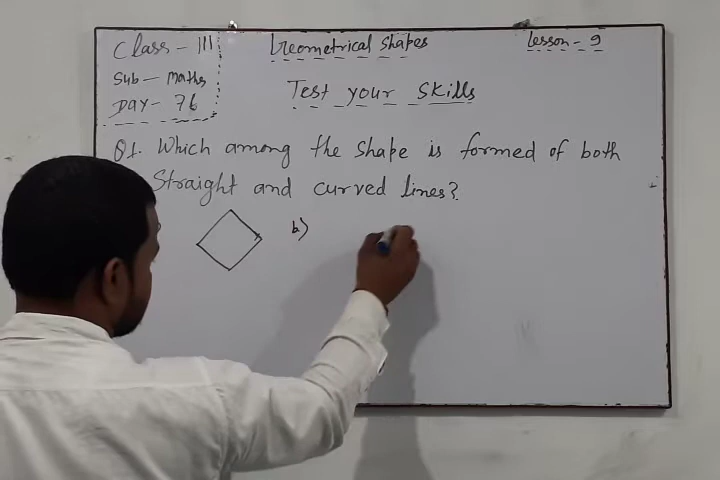 Class - III
Geometrical Shapes
Lesson - 9
Sub - Maths
Day - 76
Test your Skills
Q1. Which among the shape is formed of both
Straight and curved lines?
b)